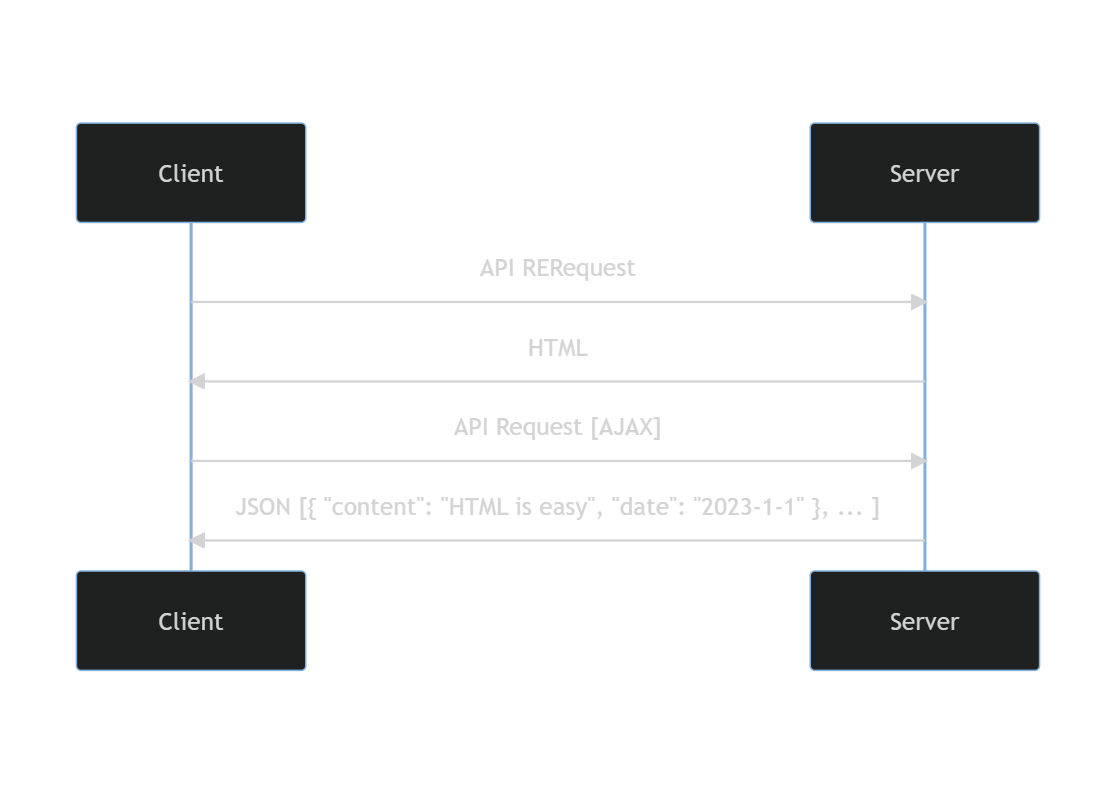 Client
Server
API RERequest
HTML
API Request [AJAX]
JSON [{ "content": "HTML is easy", "date": "2023-1-1" }, ... ]
Client
Server